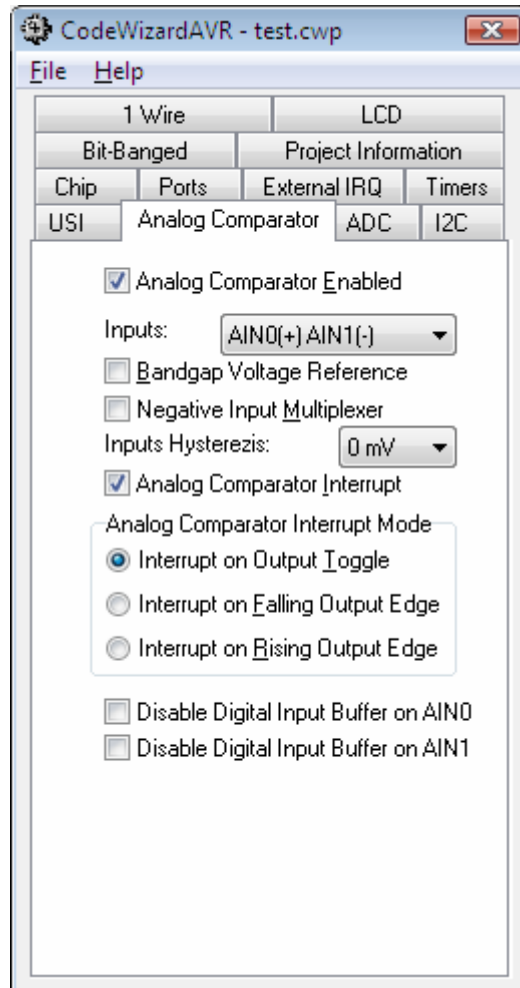 CodeWizardAVR - test.cwp
File Help
1 Wire LCD
Bit-Banged Project Information
Chip Ports External IRQ Timers
USI Analog Comparator ADC I2C
Analog Comparator Enabled
Inputs: AIN0(+) AIN1(-)
Bandgap Voltage Reference
Negative Input Multiplexer
Inputs Hysterezis: 0 mV
Analog Comparator Interrupt
Analog Comparator Interrupt Mode
Interrupt on Output Toggle
Interrupt on Falling Output Edge
Interrupt on Rising Output Edge
Disable Digital Input Buffer on AIN0
Disable Digital Input Buffer on AIN1